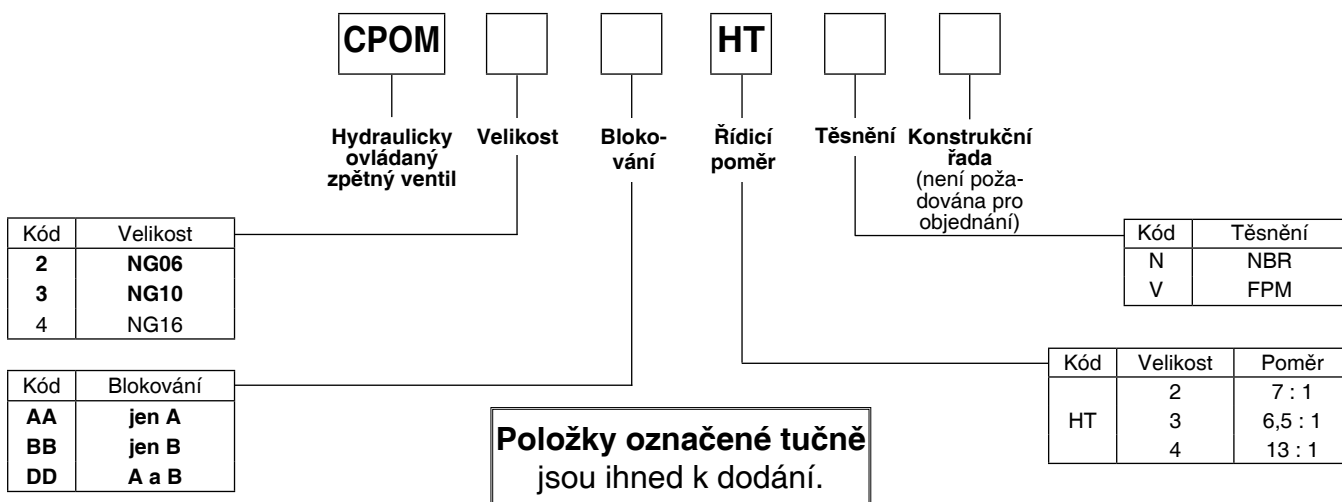 CPOM HT
Hydraulicky
ovládaný
zpětný ventil
Velikost
Bloko-
vání
Řídicí
poměr
Těsnění
Konstrukční
řada
(není poža-
dována pro
objednání)
Kód Velikost
2 NG06
3 NG10
4 NG16
Kód Těsnění
N NBR
V FPM
Kód Blokování
AA jen A
BB jen B
DD A a B
Kód Velikost Poměr
2 7 : 1
HT 3 6,5 : 1
4 13 : 1
Položky označené tučně
jsou ihned k dodání.